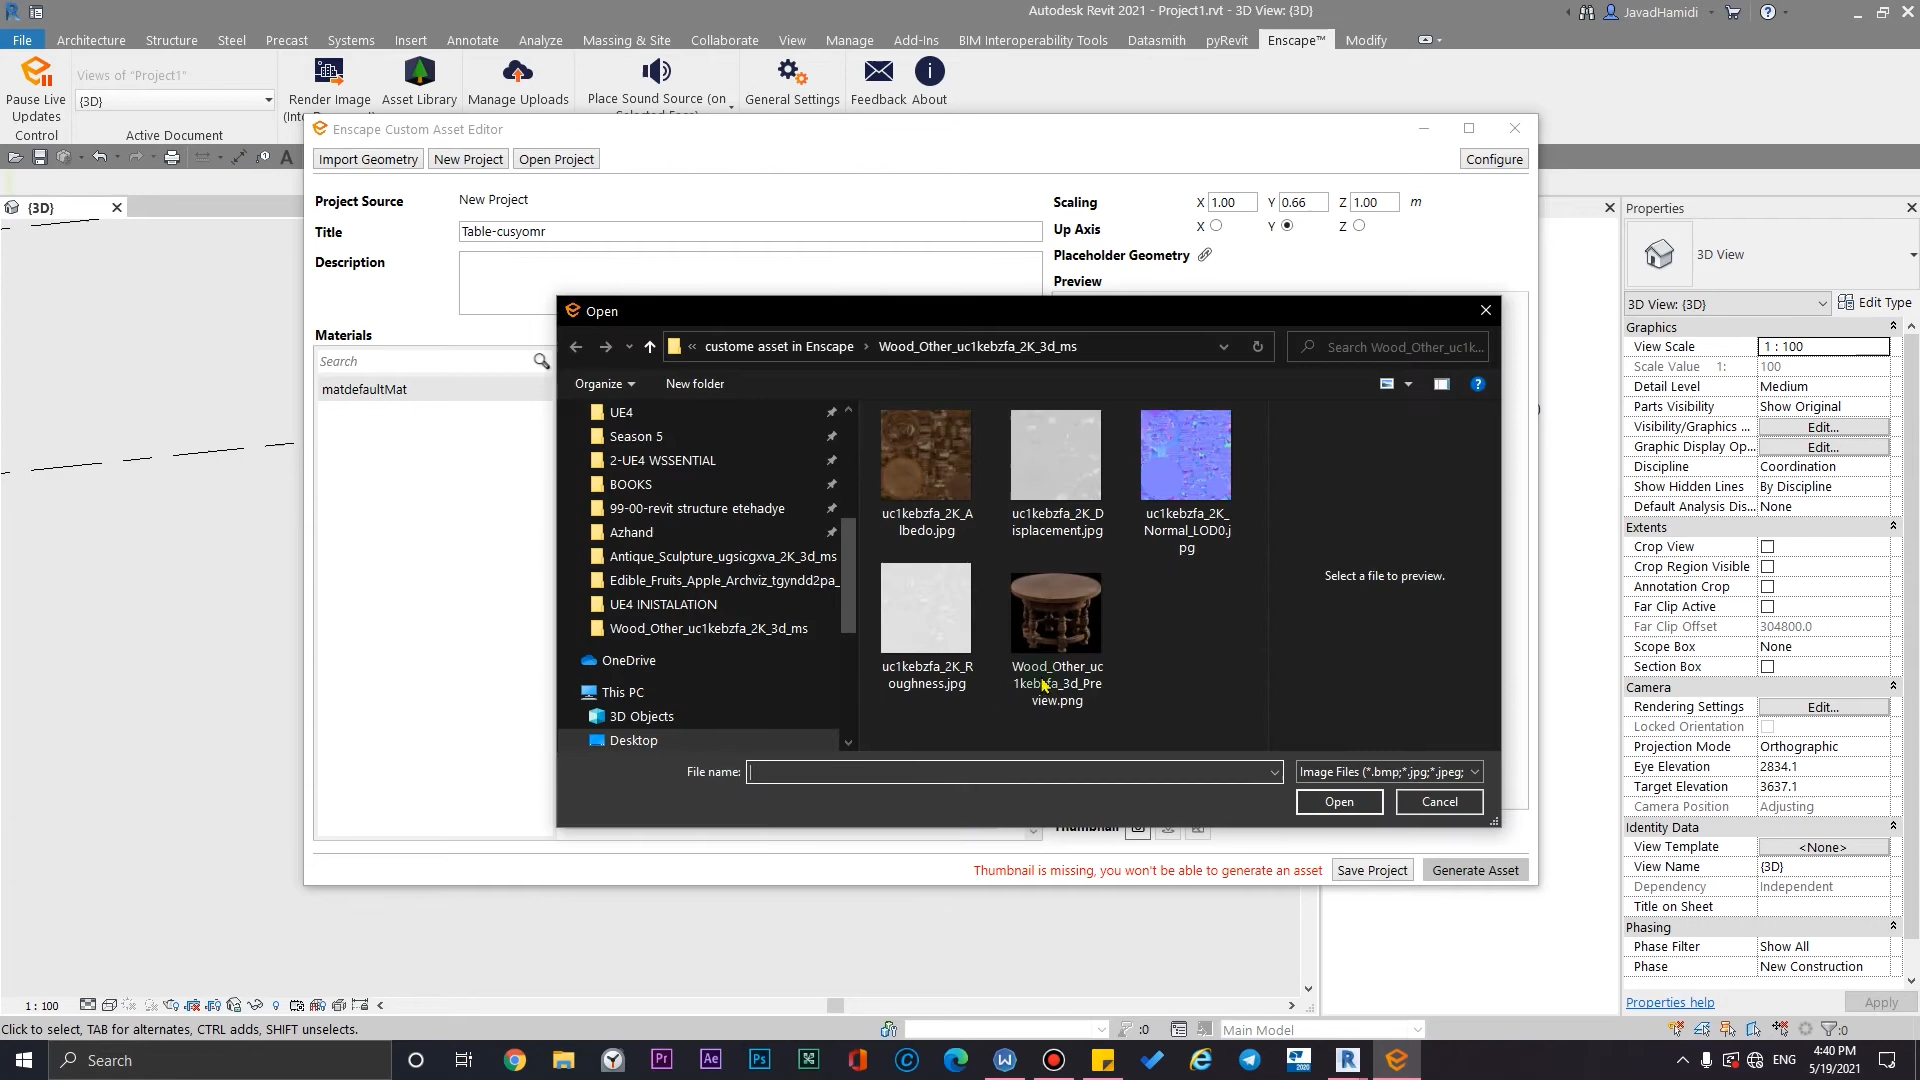 Autodesk Revit 2021 - Project1.rvt - 3D View: {3D}
JavadHamidi
File
Architecture
Structure
Steel
Precast
Systems
Insert
Annotate
Analyze
Massing & Site
Collaborate
View
Manage
Add-Ins
BIM Interoperability Tools
Datasmith
pyRevit
Enscape™
Modify
Pause Live
Updates
Control
Views of "Project1"
{3D}
Active Document
Render Image
Asset Library
Manage Uploads
Place Sound Source (on
General Settings
Feedback
About
{3D}
Enscape Custom Asset Editor
Import Geometry
New Project
Open Project
Configure
Project Source
New Project
Title
Table-cusyomr
Description
Materials
Search
matdefaultMat
Scaling
X 1.00
Y 0.66
Z 1.00
m
Up Axis
X
Y
Z
Placeholder Geometry
Preview
Open
custome asset in Enscape
Wood_Other_uc1kebzfa_2K_3d_ms
Search Wood_Other_uc1k...
Organize
New folder
UE4
Season 5
2-UE4 WSSENTIAL
BOOKS
99-00-revit structure etehadye
Azhand
Antique_Sculpture_ugsicgxva_2K_3d_ms
Edible_Fruits_Apple_Archviz_tgyndd2pa_
UE4 INISTALATION
Wood_Other_uc1kebzfa_2K_3d_ms
OneDrive
This PC
3D Objects
Desktop
uc1kebzfa_2K_A
lbedo.jpg
uc1kebzfa_2K_D
isplacement.jpg
uc1kebzfa_2K_
Normal_LOD0.j
pg
uc1kebzfa_2K_R
oughness.jpg
Wood_Other_uc
1kebzfa_3d_Pre
view.png
Select a file to preview.
File name:
Image Files (*.bmp;*.jpg;*.jpeg;
Open
Cancel
Thumbnail is missing, you won't be able to generate an asset
Save Project
Generate Asset
Properties
3D View
3D View: {3D}
Edit Type
Graphics
View Scale
1 : 100
Scale Value 1:
100
Detail Level
Medium
Parts Visibility
Show Original
Visibility/Graphics ...
Edit...
Graphic Display Op...
Edit...
Discipline
Coordination
Show Hidden Lines
By Discipline
Default Analysis Dis...
None
Extents
Crop View
Crop Region Visible
Annotation Crop
Far Clip Active
Far Clip Offset
304800.0
Scope Box
None
Section Box
Camera
Rendering Settings
Edit...
Locked Orientation
Projection Mode
Orthographic
Eye Elevation
2834.1
Target Elevation
3637.1
Camera Position
Adjusting
Identity Data
View Template
<None>
View Name
{3D}
Dependency
Independent
Title on Sheet
Phasing
Phase Filter
Show All
Phase
New Construction
Properties help
Apply
1 : 100
Click to select, TAB for alternates, CTRL adds, SHIFT unselects.
:0
Main Model
:0
Search
ENG
4:40 PM
5/19/2021